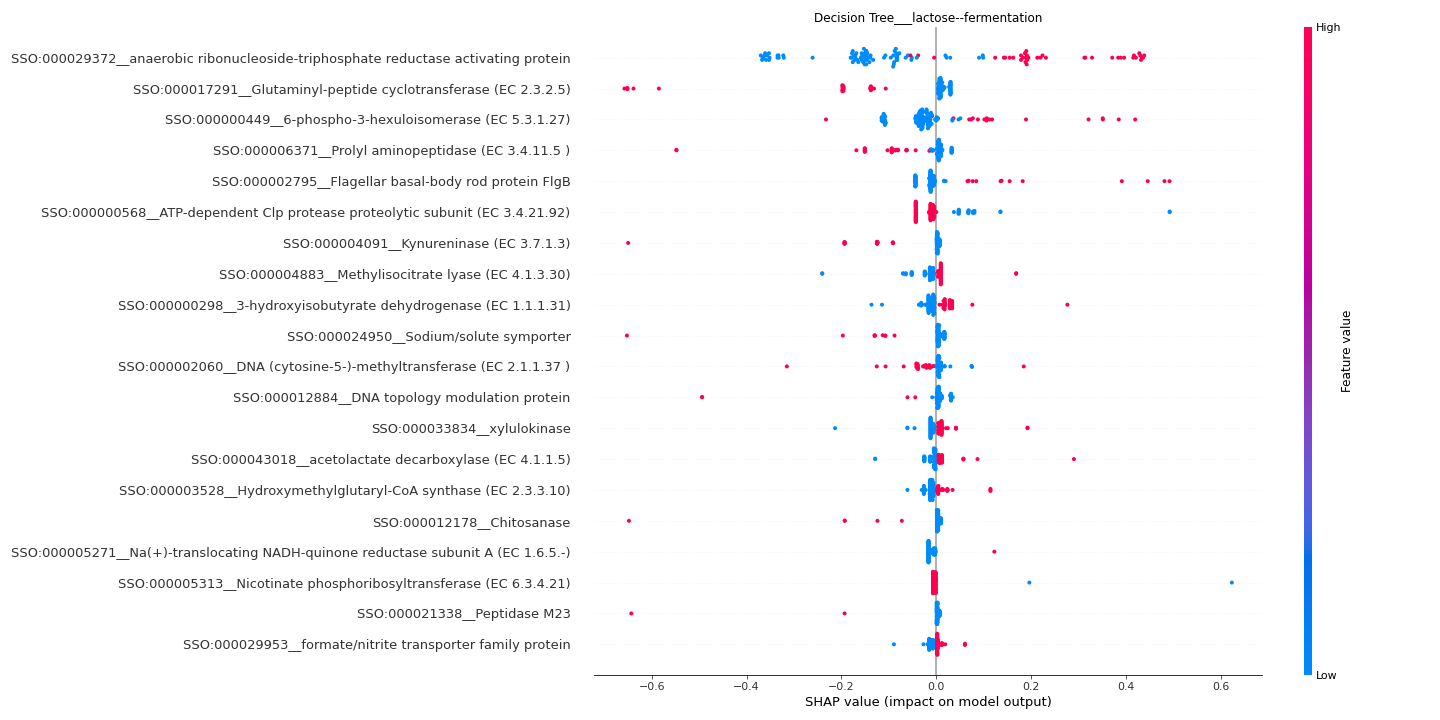 Decision Tree___lactose--fermentation
High
SSO:000029372__anaerobic ribonucleoside-triphosphate reductase activating protein
SSO:000017291__Glutaminyl-peptide cyclotransferase (EC 2.3.2.5)
SSO:000000449__6-phospho-3-hexuloisomerase (EC 5.3.1.27)
SSO:000006371__Prolyl aminopeptidase (EC 3.4.11.5 )
SSO:000002795__Flagellar basal-body rod protein FlgB
SSO:000000568__ATP-dependent Clp protease proteolytic subunit (EC 3.4.21.92)
SSO:000004091__Kynureninase (EC 3.7.1.3)
SSO:000004883__Methylisocitrate lyase (EC 4.1.3.30)
SSO:000000298__3-hydroxyisobutyrate dehydrogenase (EC 1.1.1.31)
SSO:000024950__Sodium/solute symporter
SSO:000002060__DNA (cytosine-5-)-methyltransferase (EC 2.1.1.37 )
SSO:000012884__DNA topology modulation protein
SSO:000033834__xylulokinase
SSO:000043018__acetolactate decarboxylase (EC 4.1.1.5)
SSO:000003528__Hydroxymethylglutaryl-CoA synthase (EC 2.3.3.10)
SSO:000012178__Chitosanase
SSO:000005271__Na(+)-translocating NADH-quinone reductase subunit A (EC 1.6.5.-)
SSO:000005313__Nicotinate phosphoribosyltransferase (EC 6.3.4.21)
SSO:000021338__Peptidase M23
SSO:000029953__formate/nitrite transporter family protein
Feature value
Low
−0.6 −0.4 −0.2 0.0 0.2 0.4 0.6
SHAP value (impact on model output)